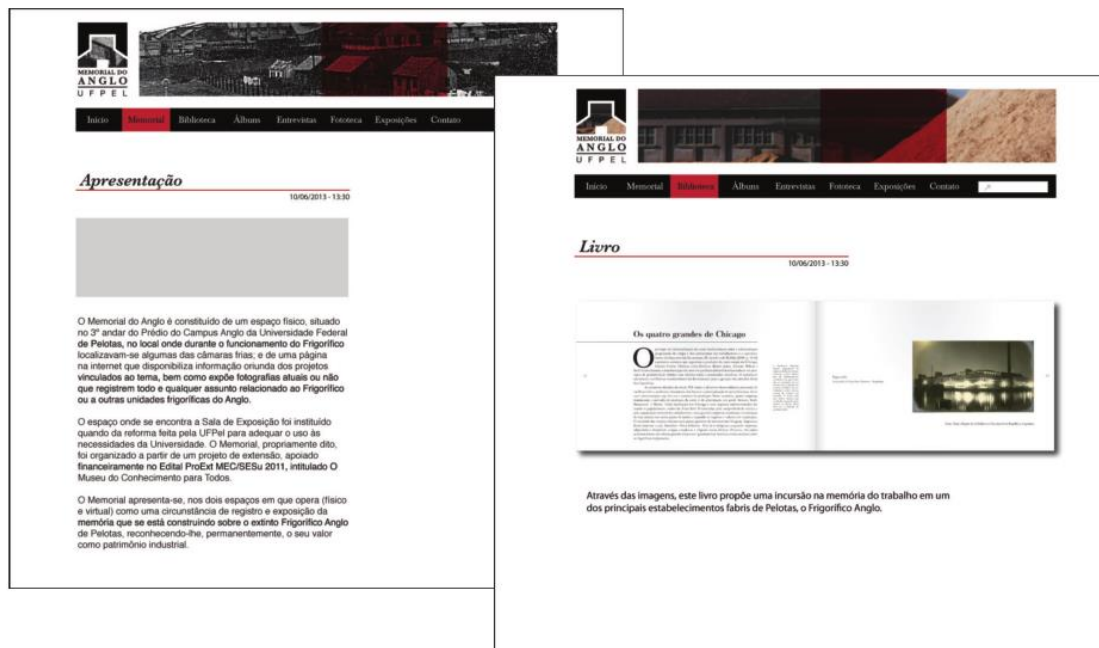 MEMORIAL DO
ANGLO
UFPEL
Início Memorial Biblioteca Álbuns Entrevistas Fototeca Exposições Contato
Apresentação
10/06/2013 - 13:30
O Memorial do Anglo é constituído de um espaço físico, situado
no 3º andar do Prédio do Campus Anglo da Universidade Federal
de Pelotas, no local onde durante o funcionamento do Frigorífico
localizavam-se algumas das câmaras frias; e de uma página
na internet que disponibiliza informação oriunda dos projetos
vinculados ao tema, bem como expõe fotografias atuais ou não
que registrem todo e qualquer assunto relacionado ao Frigorífico
ou a outras unidades frigoríficas do Anglo.
O espaço onde se encontra a Sala de Exposição foi instituído
quando da reforma feita pela UFPel para adequar o uso às
necessidades da Universidade. O Memorial, propriamente dito,
foi organizado a partir de um projeto de extensão, apoiado
financeiramente no Edital ProExt MEC/SESu 2011, intitulado O
Museu do Conhecimento para Todos.
O Memorial apresenta-se, nos dois espaços em que opera (físico
e virtual) como uma circunstância de registro e exposição da
memória que se está construindo sobre o extinto Frigorífico Anglo
de Pelotas, reconhecendo-lhe, permanentemente, o seu valor
como patrimônio industrial.
MEMORIAL DO
ANGLO
UFPEL
Início Memorial Biblioteca Álbuns Entrevistas Fototeca Exposições Contato
Livro
10/06/2013 - 13:30
Os quatro grandes de Chicago
Através das imagens, este livro propõe uma incursão na memória do trabalho em um
dos principais estabelecimentos fabris de Pelotas, o Frigorífico Anglo.